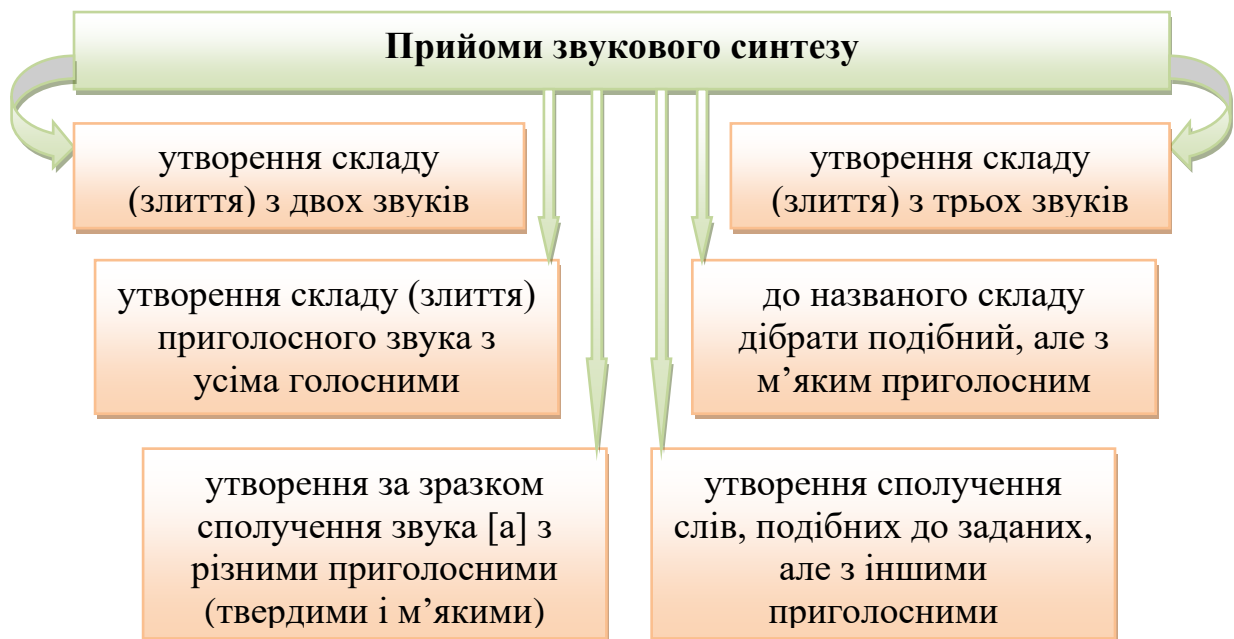 Прийоми звукового синтезу
утворення складу
(злиття) з двох звуків
утворення складу
(злиття) з трьох звуків
утворення складу (злиття)
приголосного звука з
усіма голосними
до названого складу
дібрати подібний, але з
м’яким приголосним
утворення за зразком
сполучення звука [а] з
різними приголосними
(твердими і м’якими)
утворення сполучення
слів, подібних до заданих,
але з іншими
приголосними